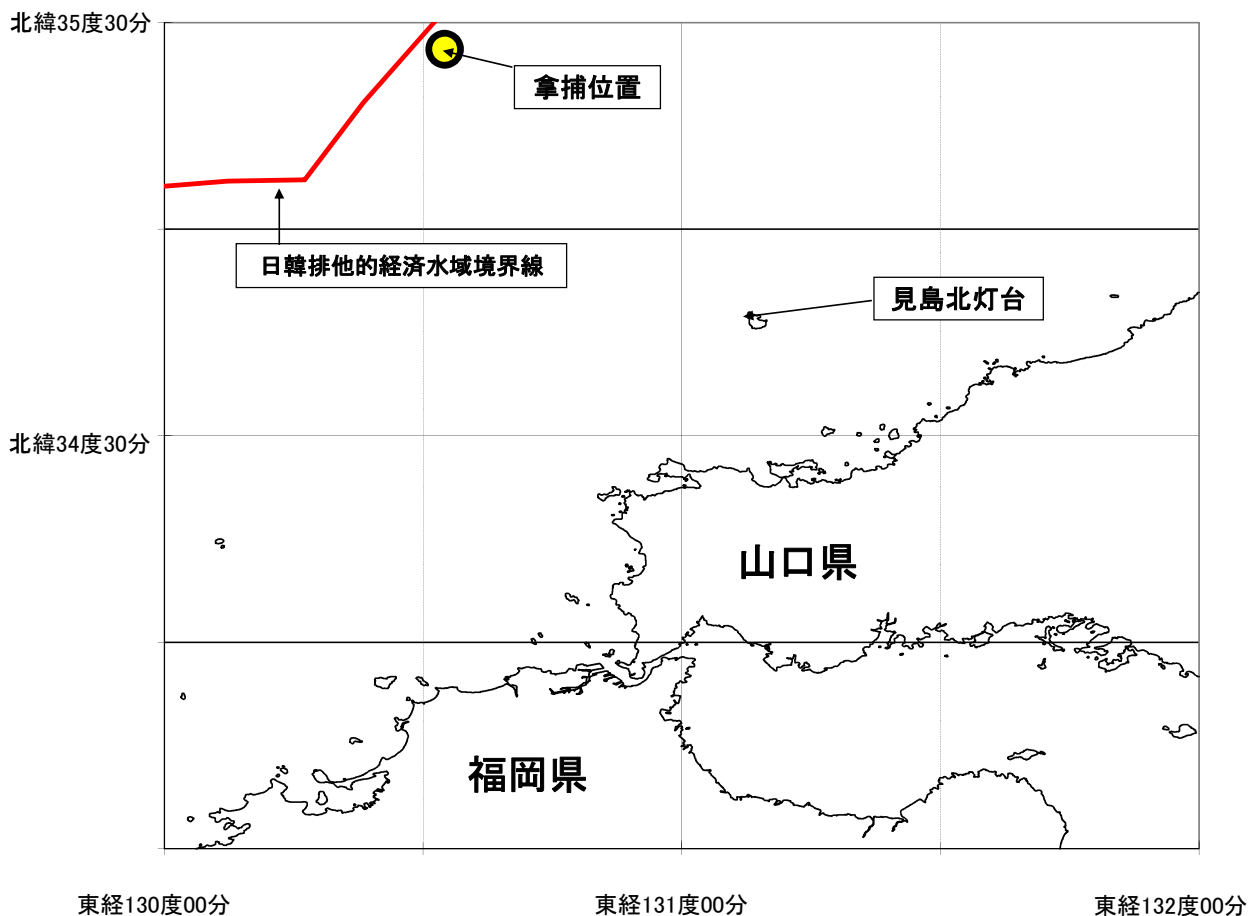 北緯35度30分
拿捕位置
日韓排他的経済水域境界線
見島北灯台
北緯34度30分
山口県
福岡県
東経130度00分
東経131度00分
東経132度00分